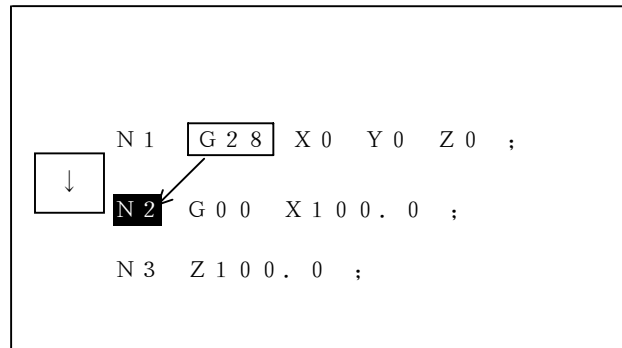 N1 G28 X0 Y0 Z0 ;
↓
N2 G00 X100.0 ;
N3 Z100.0 ;